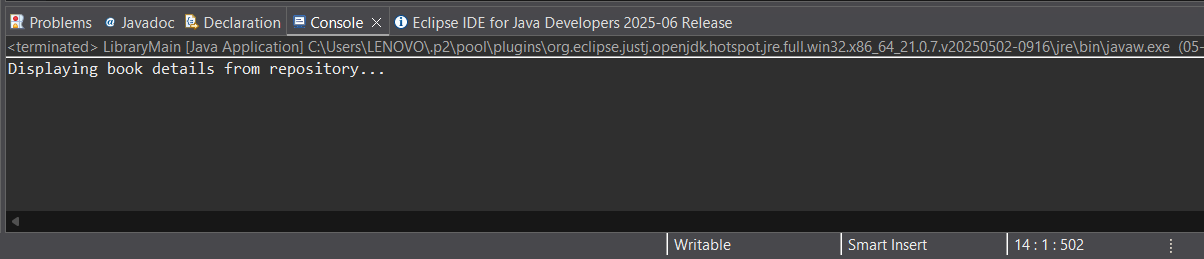 Problems @ Javadoc Declaration Console × Eclipse IDE for Java Developers 2025-06 Release
<terminated> LibraryMain [Java Application] C:\Users\LENOVO\.p2\pool\plugins\org.eclipse.justj.openjdk.hotspot.jre.full.win32.x86_64_21.0.7.v20250502-0916\jre\bin\javaw.exe (05-
Displaying book details from repository...
Writable Smart Insert 14 : 1 : 502